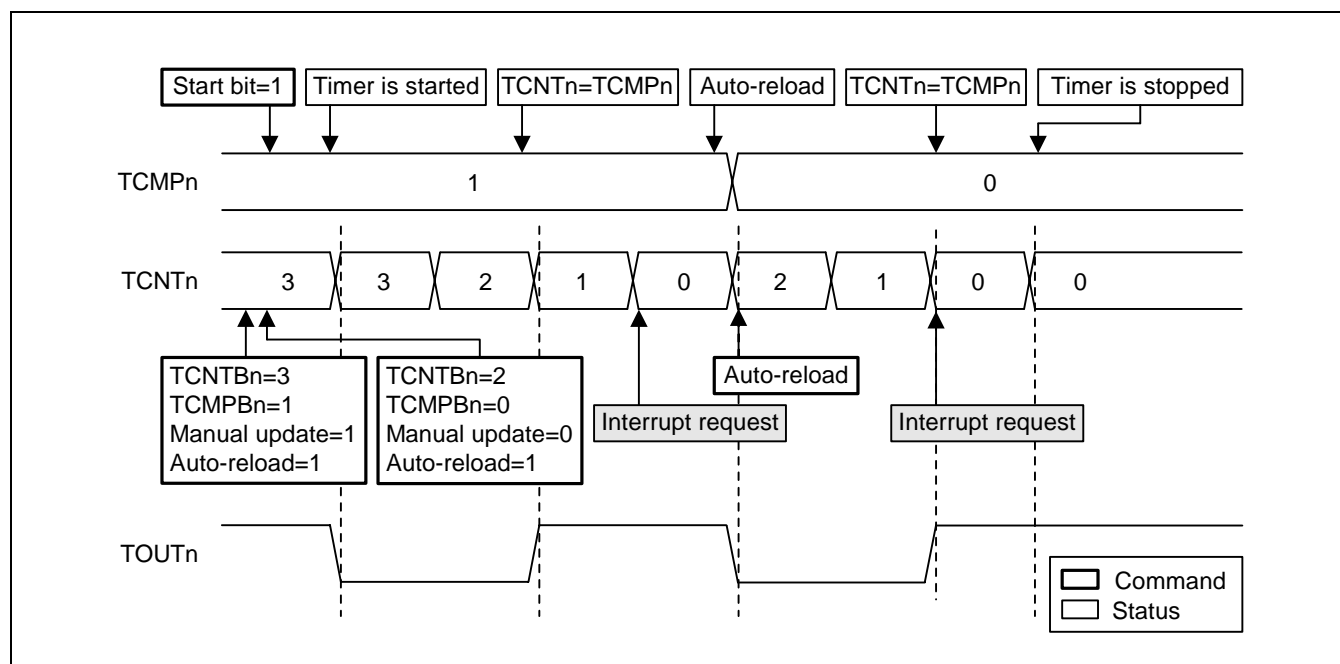 Start bit=1
Timer is started
TCNTn=TCMPn
Auto-reload
TCNTn=TCMPn
Timer is stopped
TCMPn
1
0
TCNTn
3
3
2
1
0
2
1
0
0
TCNTBn=3
TCMPBn=1
Manual update=1
Auto-reload=1
TCNTBn=2
TCMPBn=0
Manual update=0
Auto-reload=1
Interrupt request
Auto-reload
Interrupt request
TOUTn
Command
Status